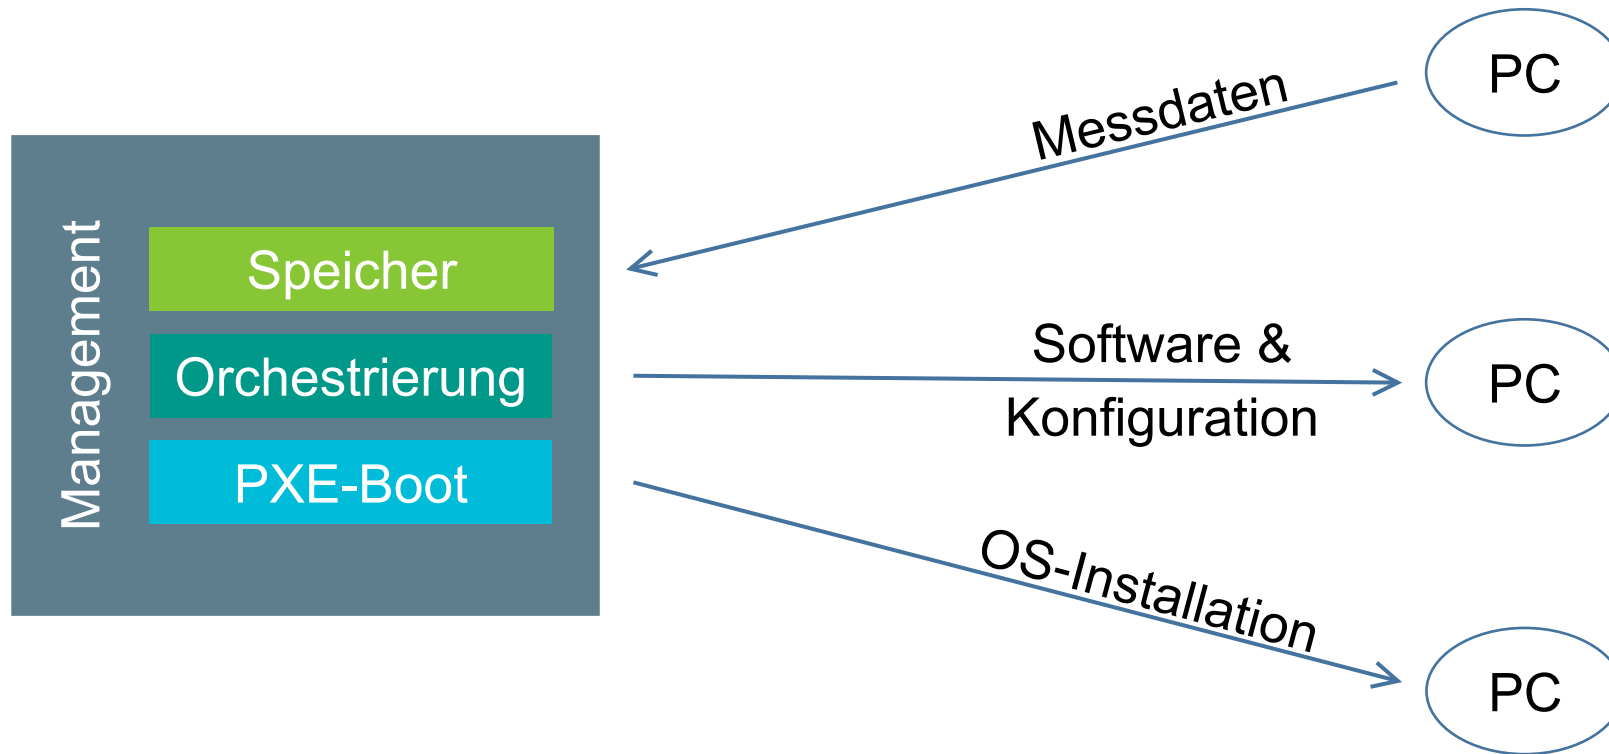 Management
Speicher
Orchestrierung
PXE-Boot
Messdaten
Software &
Konfiguration
OS-Installation
PC
PC
PC